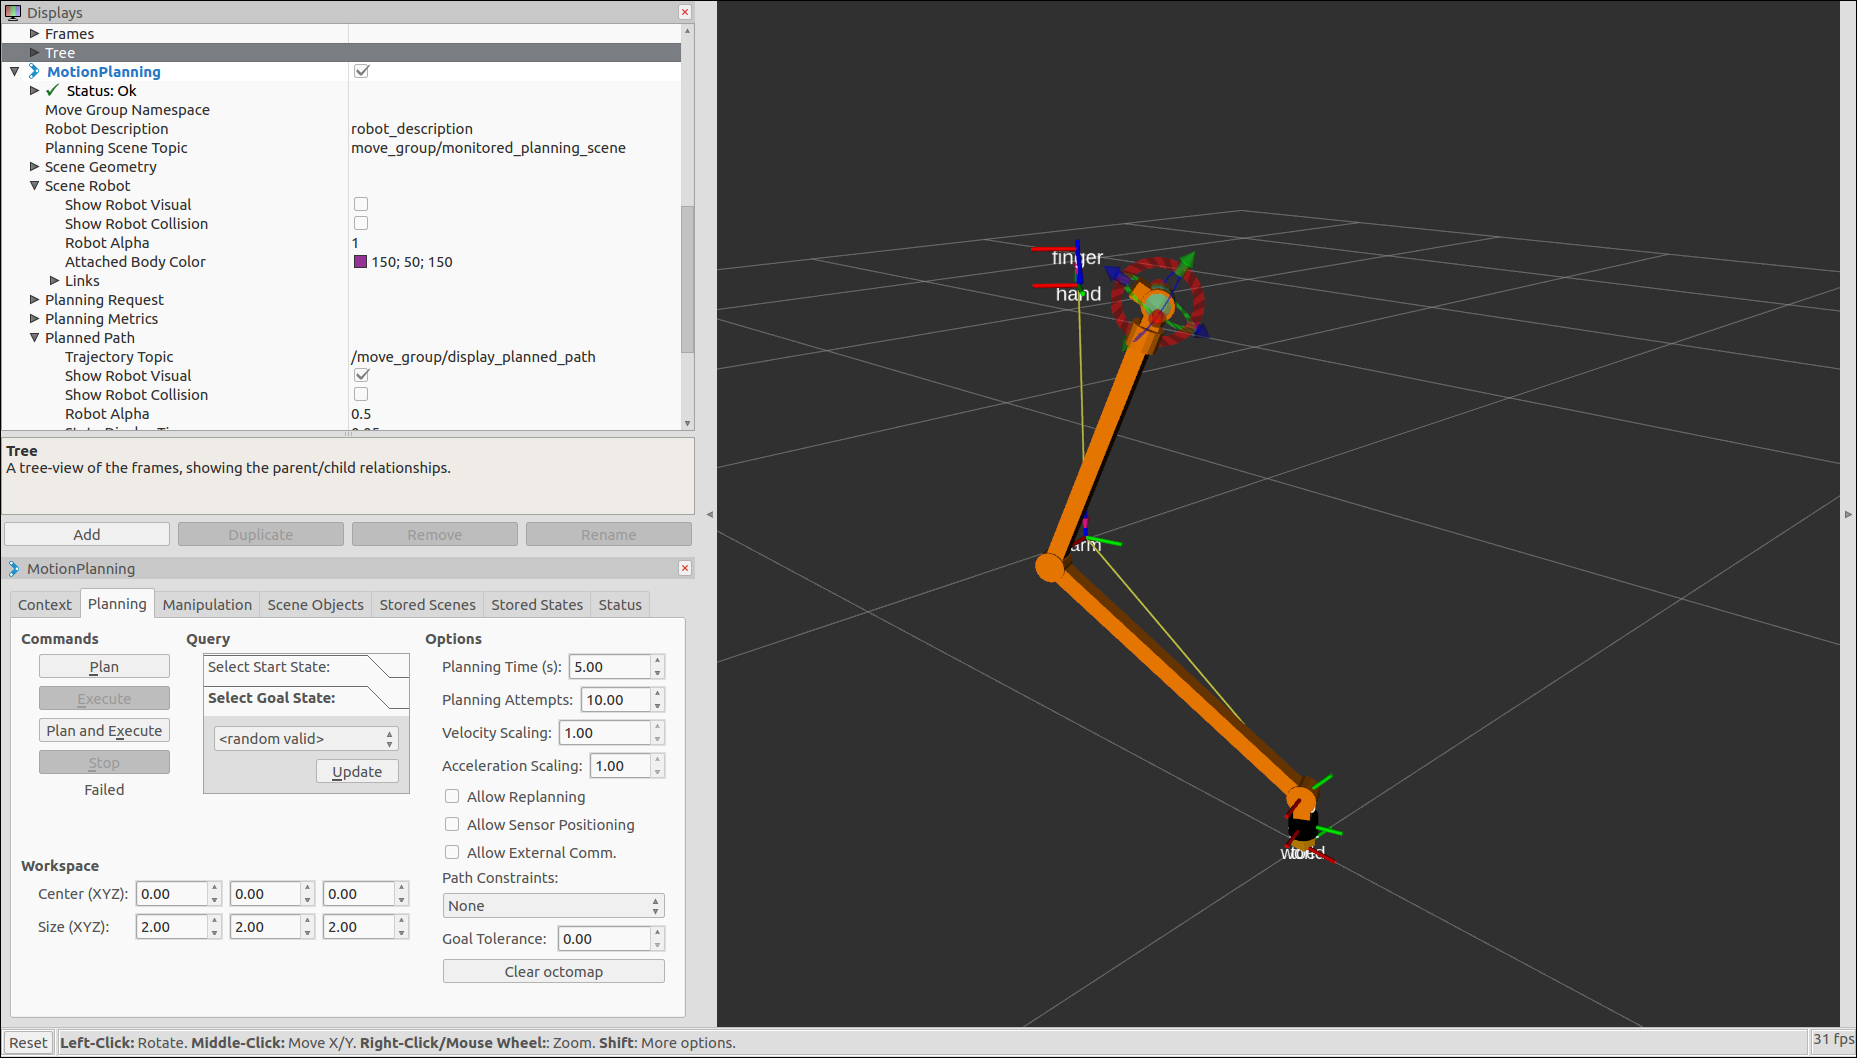 Displays
Frames
Tree
MotionPlanning
Status: Ok
Move Group Namespace
Robot Description robot_description
Planning Scene Topic move_group/monitored_planning_scene
Scene Geometry
Scene Robot
Show Robot Visual
Show Robot Collision
Robot Alpha 1
Attached Body Color 150; 50; 150
Links
Planning Request
Planning Metrics
Planned Path
Trajectory Topic /move_group/display_planned_path
Show Robot Visual
Show Robot Collision
Robot Alpha 0.5
Tree
A tree-view of the frames, showing the parent/child relationships.
Add Duplicate Remove Rename
MotionPlanning
Context Planning Manipulation Scene Objects Stored Scenes Stored States Status
Commands Query Options
Plan Select Start State: Planning Time (s): 5.00
Execute Select Goal State: Planning Attempts: 10.00
Plan and Execute <random valid> Velocity Scaling: 1.00
Stop Update Acceleration Scaling: 1.00
Failed Allow Replanning
Allow Sensor Positioning
Allow External Comm.
Workspace Path Constraints:
Center (XYZ): 0.00 0.00 0.00 None
Size (XYZ): 2.00 2.00 2.00 Goal Tolerance: 0.00
Clear octomap
finger
hand
arm
Reset Left-Click: Rotate. Middle-Click: Move X/Y. Right-Click/Mouse Wheel:: Zoom. Shift: More options. 31 fps